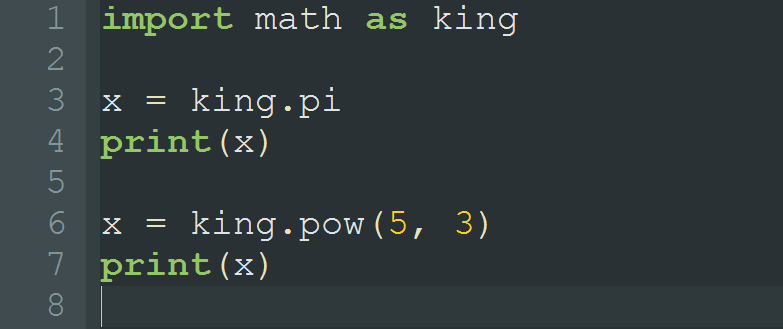 1 import math as king
2
3 x = king.pi
4 print(x)
5
6 x = king.pow(5, 3)
7 print(x)
8